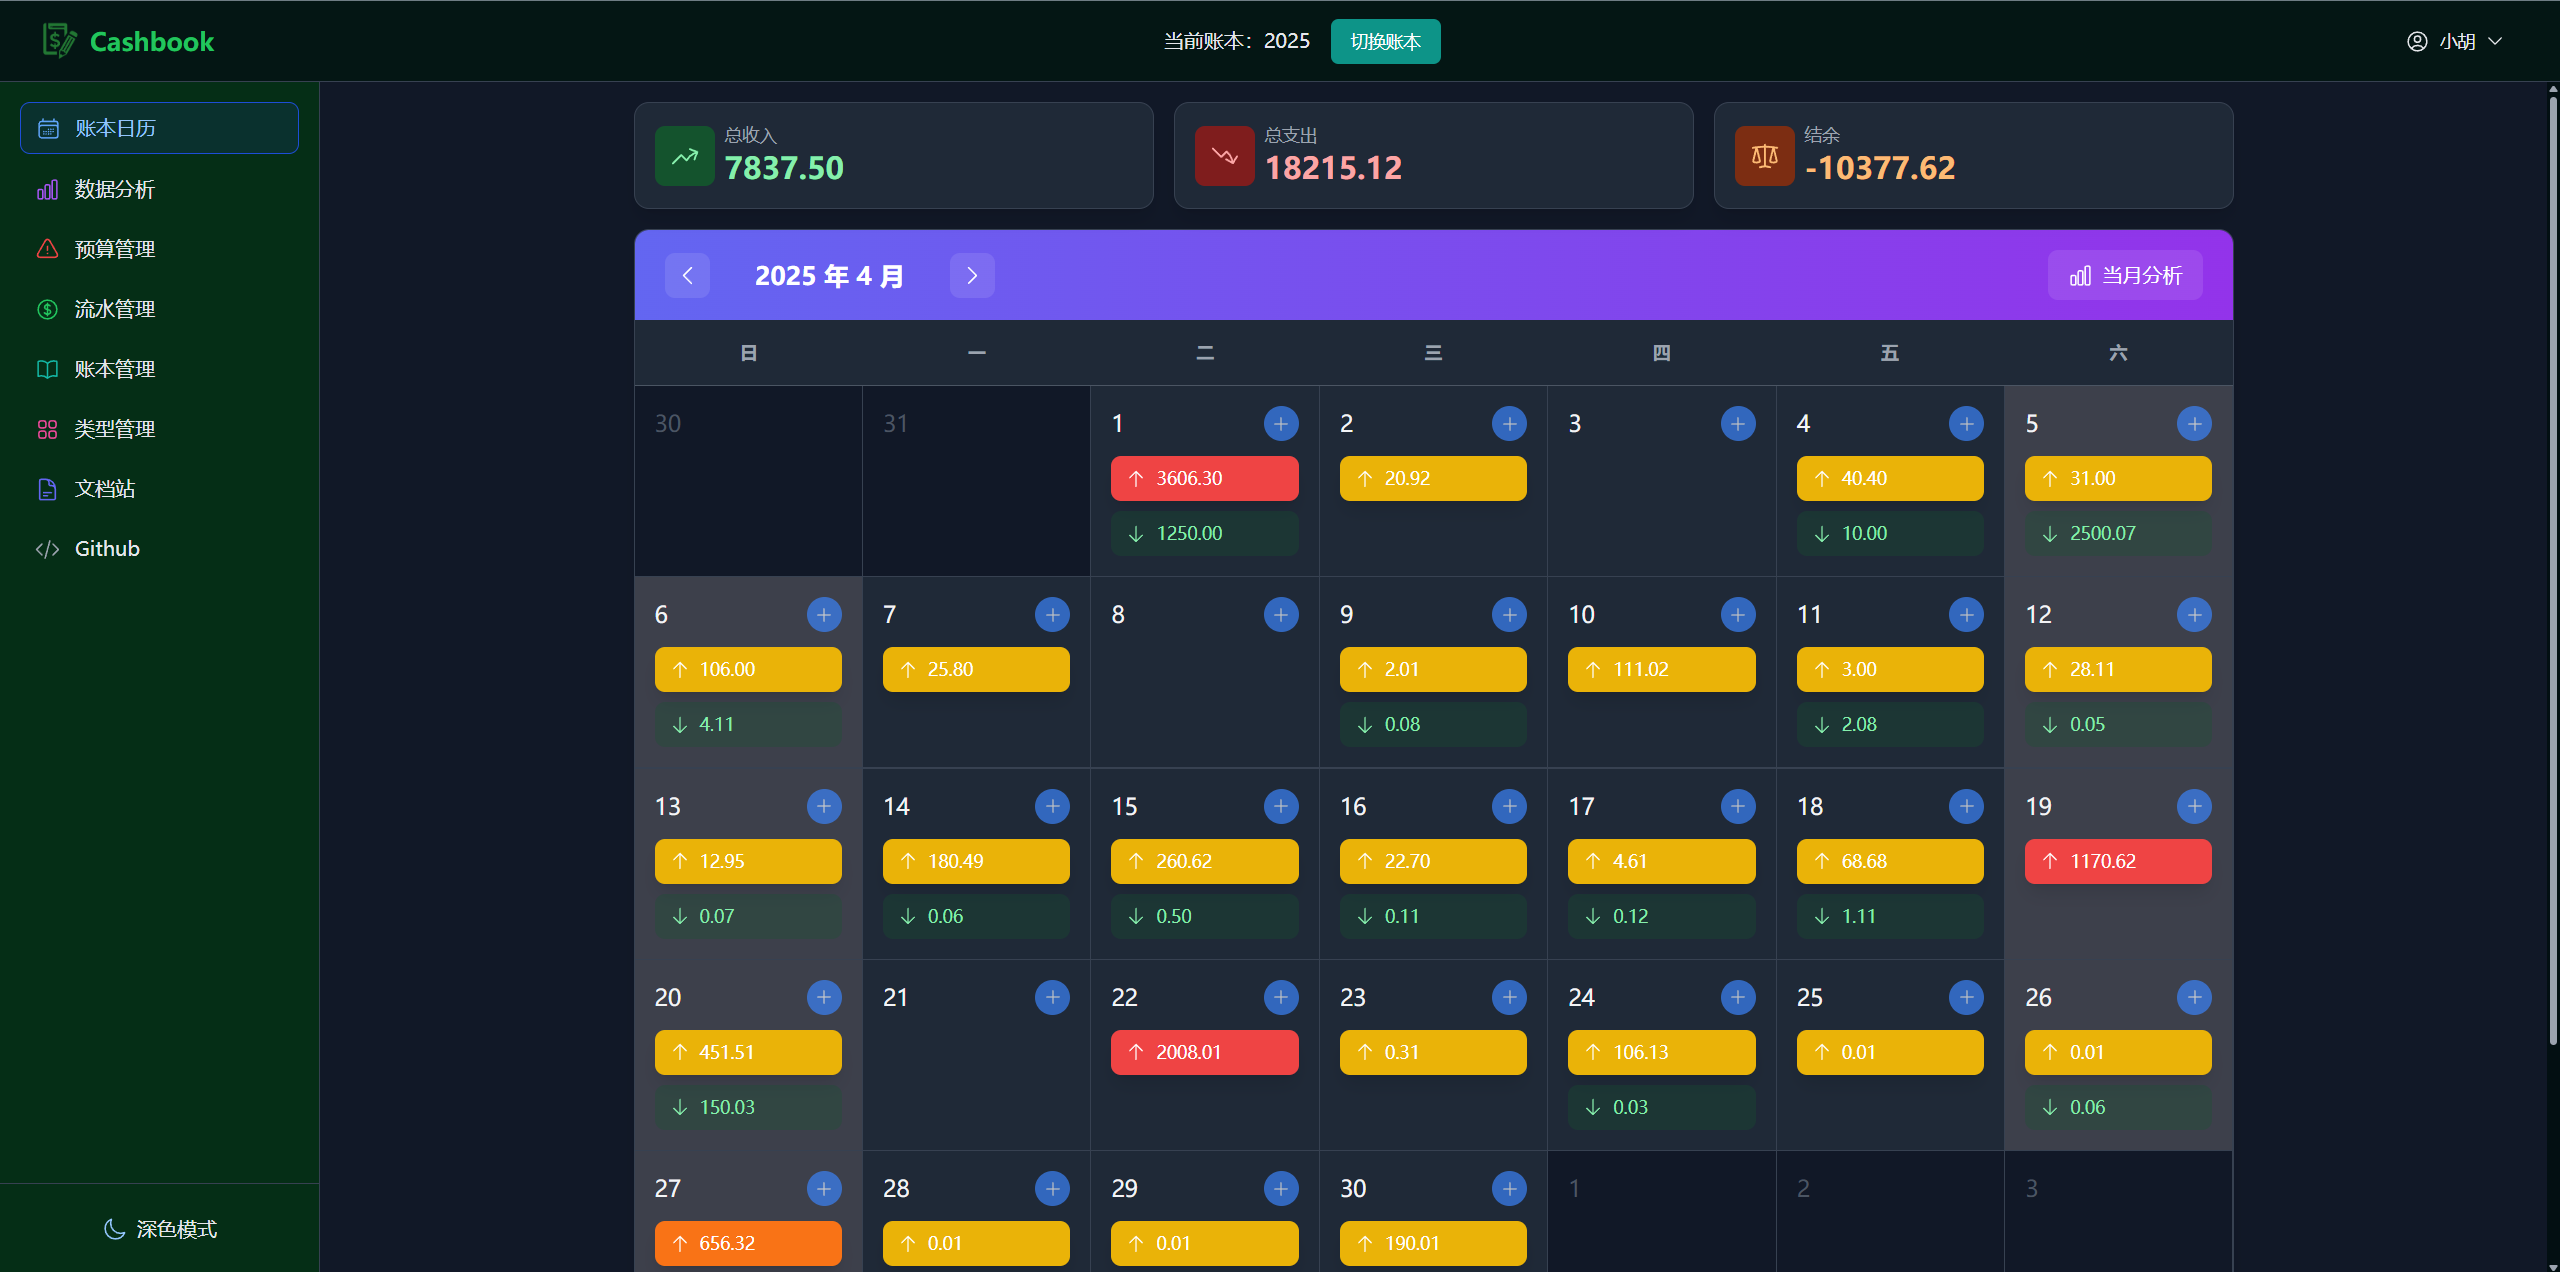 Cashbook
当前账本：2025
切换账本
小胡
账本日历
数据分析
预算管理
流水管理
账本管理
类型管理
文档站
Github
深色模式
总收入
7837.50
总支出
18215.12
结余
-10377.62
2025 年 4 月
当月分析
日 一 二 三 四 五 六
30 31 1 2 3 4 5
3606.30 20.92 40.40 31.00
1250.00 10.00 2500.07
6 7 8 9 10 11 12
106.00 25.80 2.01 111.02 3.00 28.11
4.11 0.08 2.08 0.05
13 14 15 16 17 18 19
12.95 180.49 260.62 22.70 4.61 68.68 1170.62
0.07 0.06 0.50 0.11 0.12 1.11
20 21 22 23 24 25 26
451.51 2008.01 0.31 106.13 0.01 0.01
150.03 0.03 0.06
27 28 29 30 1 2 3
656.32 0.01 0.01 190.01